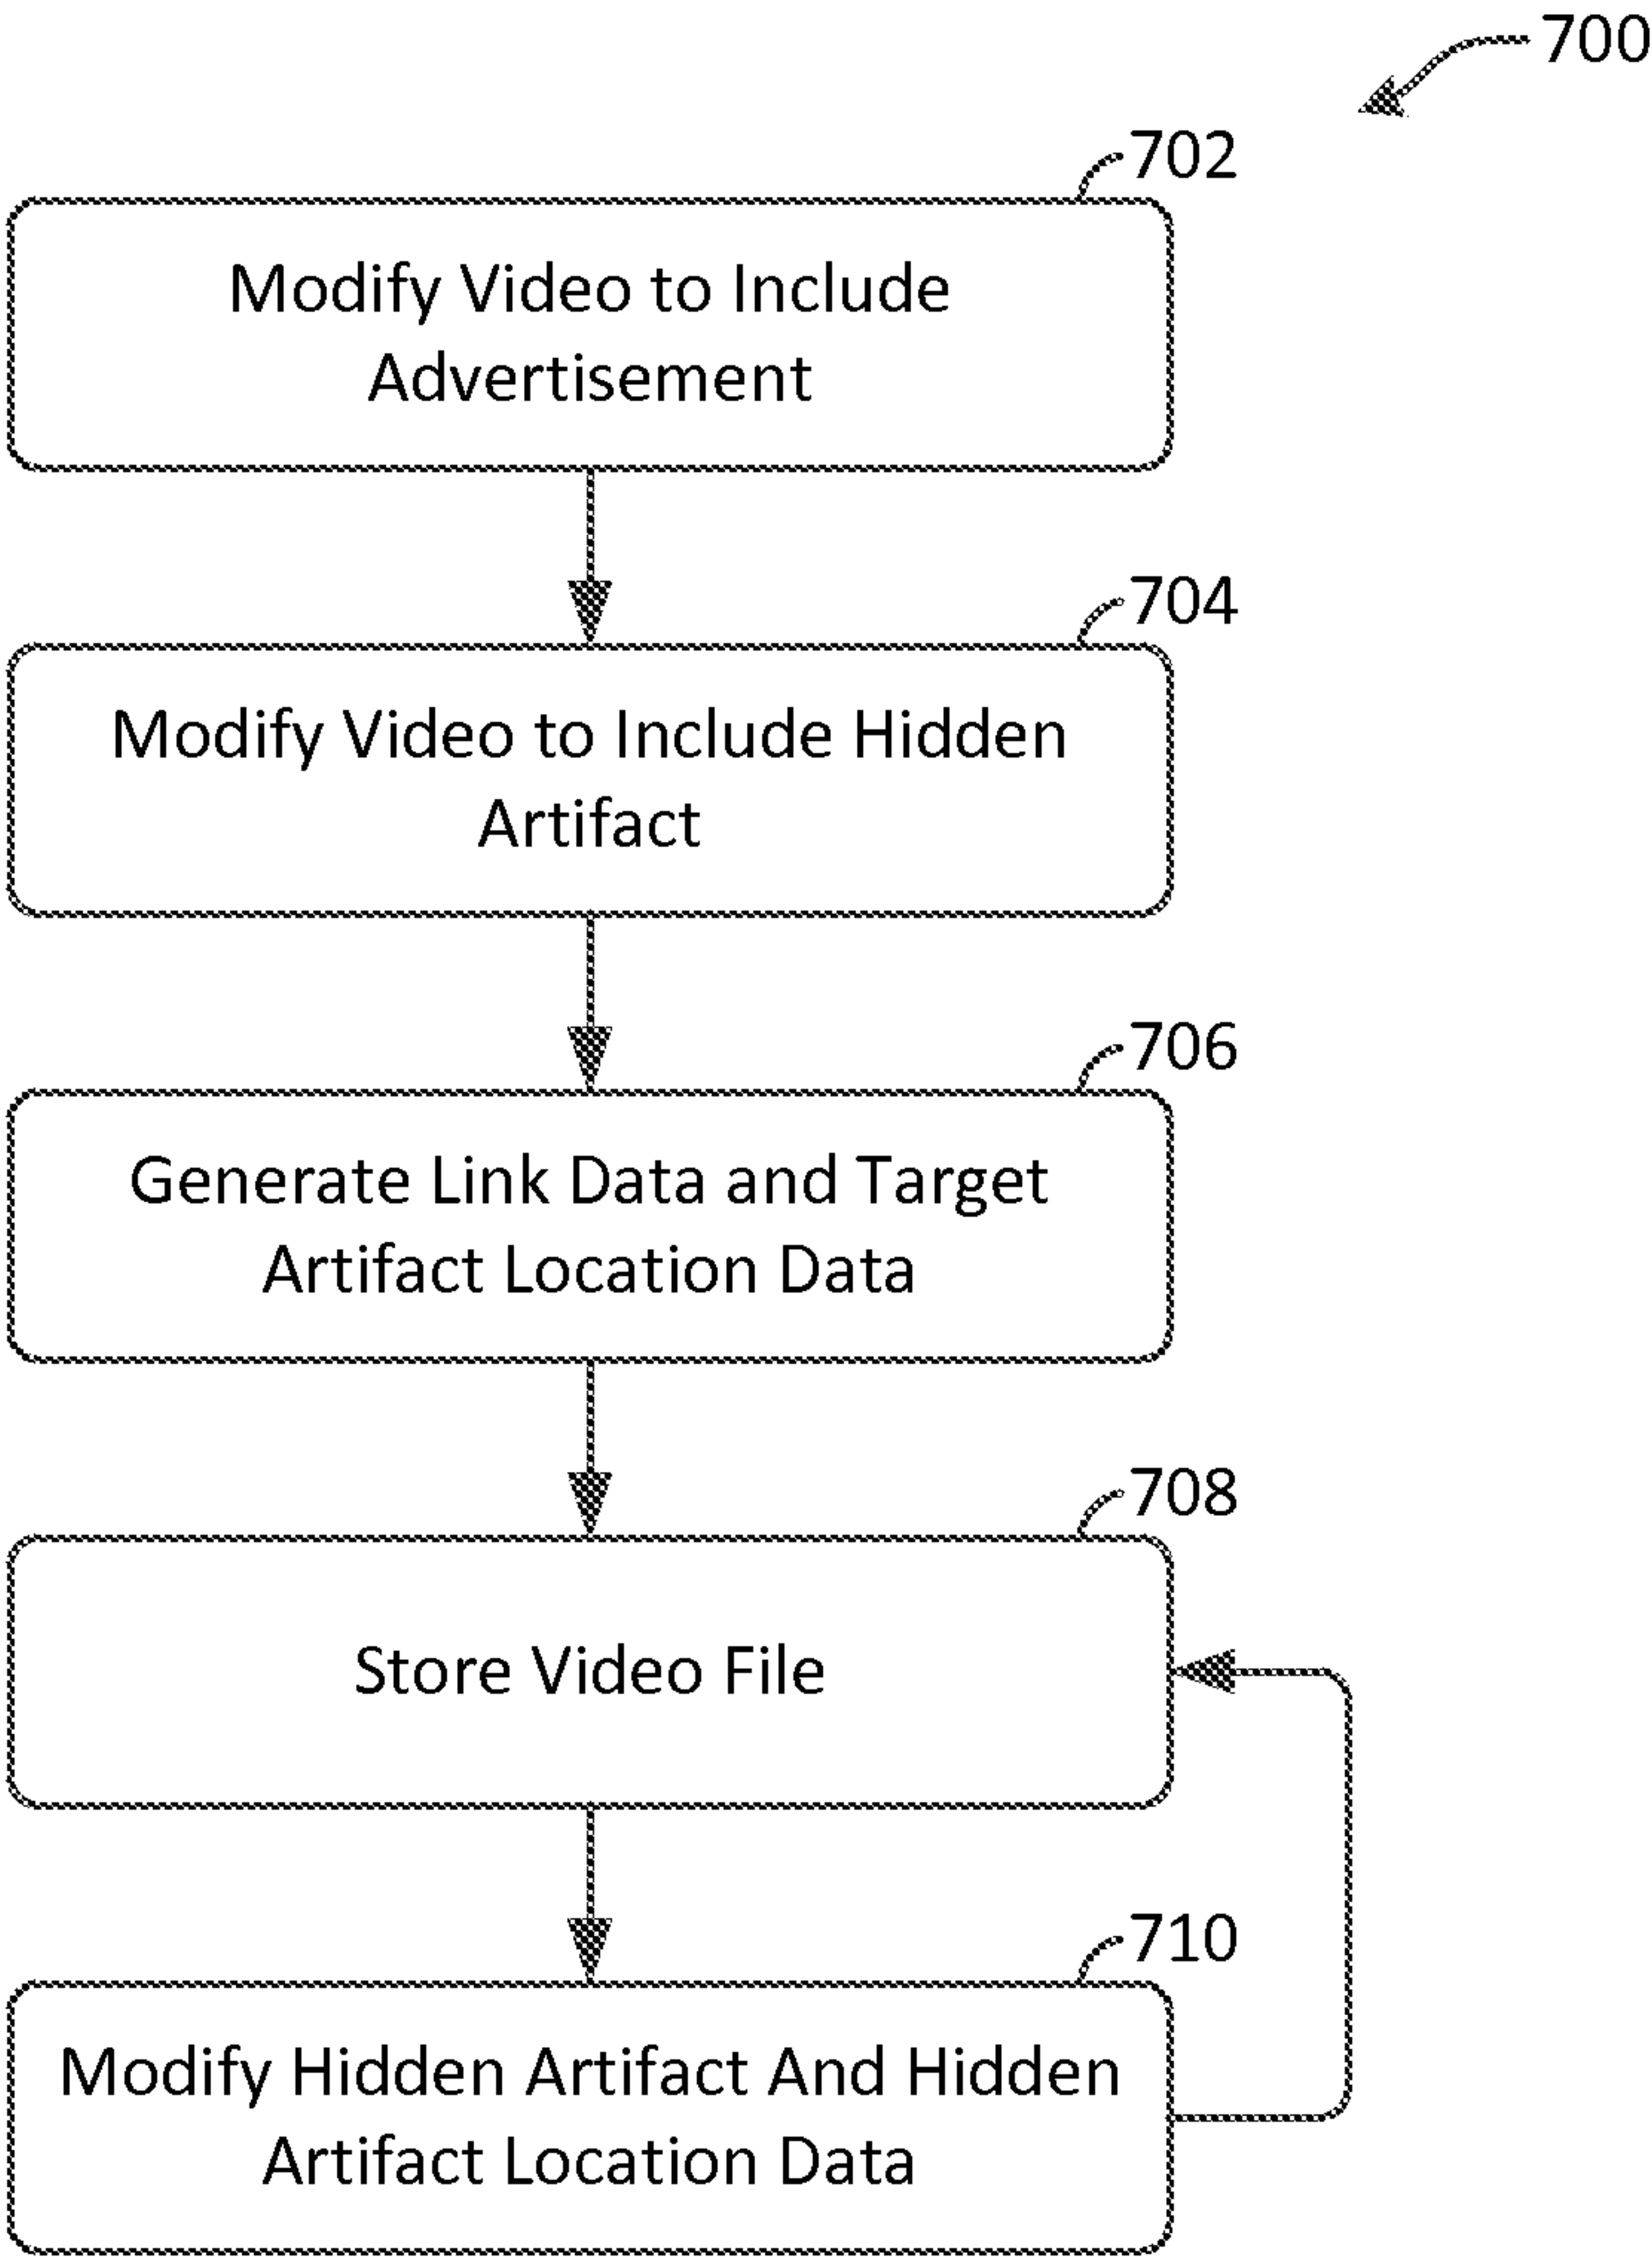 700
702
Modify Video to Include
Advertisement
704
Modify Video to Include Hidden
Artifact
706
Generate Link Data and Target
Artifact Location Data
708
Store Video File
710
Modify Hidden Artifact And Hidden
Artifact Location Data